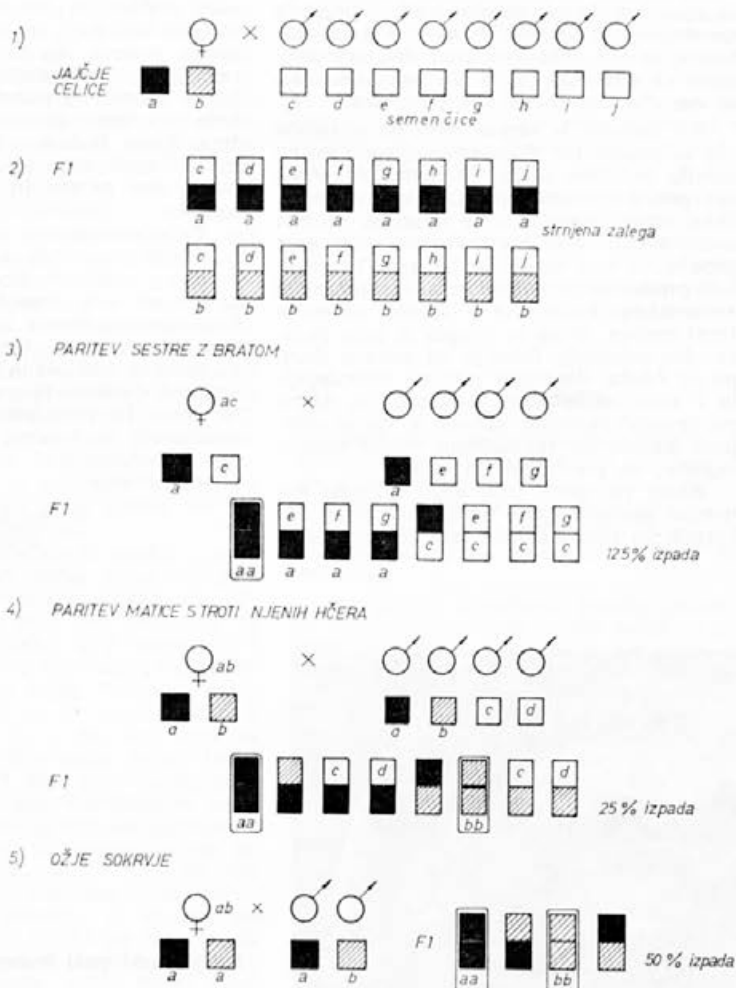 1)
JAJČJE
CELICE
a b c d e f g h i j
semenčice
2) F1
c d e f g h i j
a a a a a a a a
strnjena zalega
c d e f g h i j
b b b b b b b b
3) PARITEV SESTRE Z BRATOM
ac
c e f g
a a
F1
e f g e f g
c c c c
aa a a a
12,5% izpada
4) PARITEV MATICE S TROTI NJENIH HČERA
ab
c d
a b a b
F1
c d c d
aa bb
25% izpada
5) OŽJE SOKRVJE
ab
F1
a a a b aa bb
50% izpada